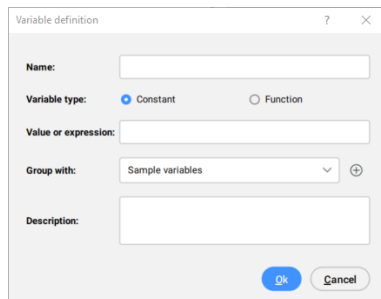 Variable definition ?
Name:
Variable type: Constant Function
Value or expression:
Group with: Sample variables
Description:
Ok Cancel